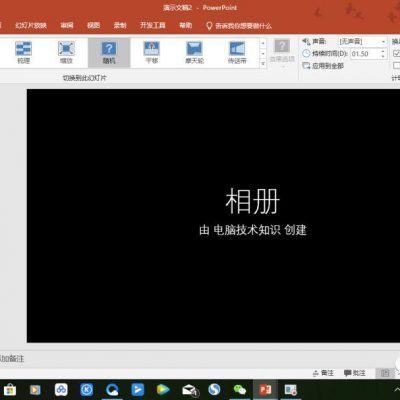 演示文稿2 - PowerPoint
幻灯片放映 审阅 视图 录制 开发工具 帮助 告诉我你想要做什么
梳理 缩放 随机 平移 摩天轮 传送带 效果选项
声音: [无声音]
持续时间(D): 01.50
应用到全部
切换到此幻灯片
相册
由 电脑技术知识 创建
加备注
备注 批注